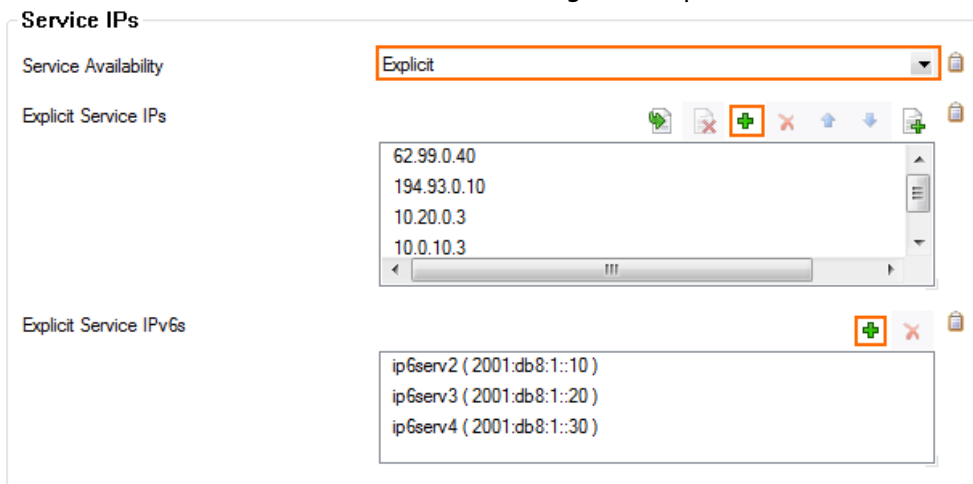 Service IPs
Service Availability
Explicit
Explicit Service IPs
62.99.0.40
194.93.0.10
10.20.0.3
10.0.10.3
Explicit Service IPv6s
ip6serv2 ( 2001:db8:1::10 )
ip6serv3 ( 2001:db8:1::20 )
ip6serv4 ( 2001:db8:1::30 )